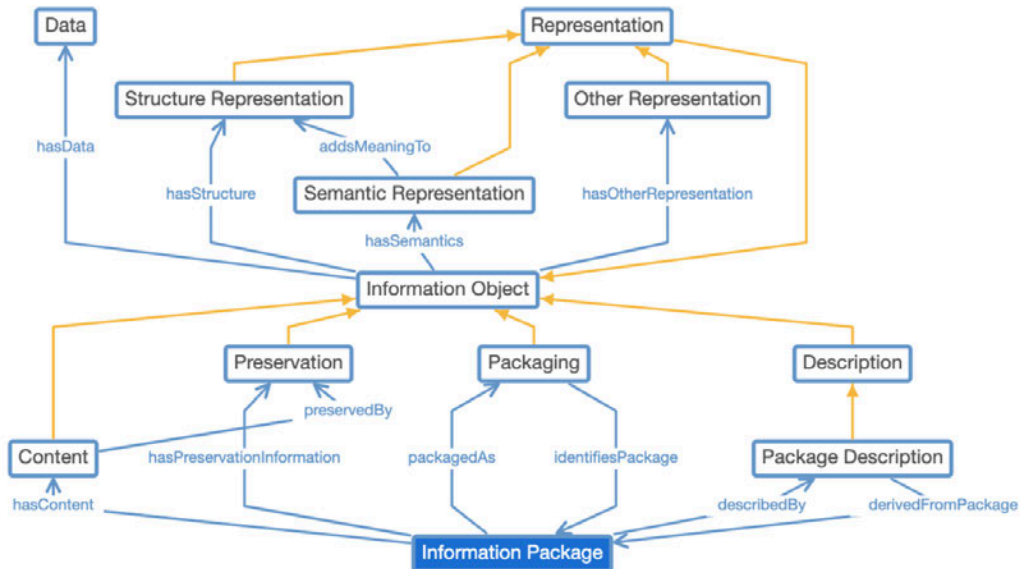 Data
Representation
Structure Representation
Other Representation
hasData
addsMeaningTo
hasStructure
Semantic Representation
hasOtherRepresentation
hasSemantics
Information Object
Preservation
Packaging
Description
preservedBy
Content
hasPreservationInformation
packagedAs
identifiesPackage
Package Description
hasContent
describedBy
derivedFromPackage
Information Package